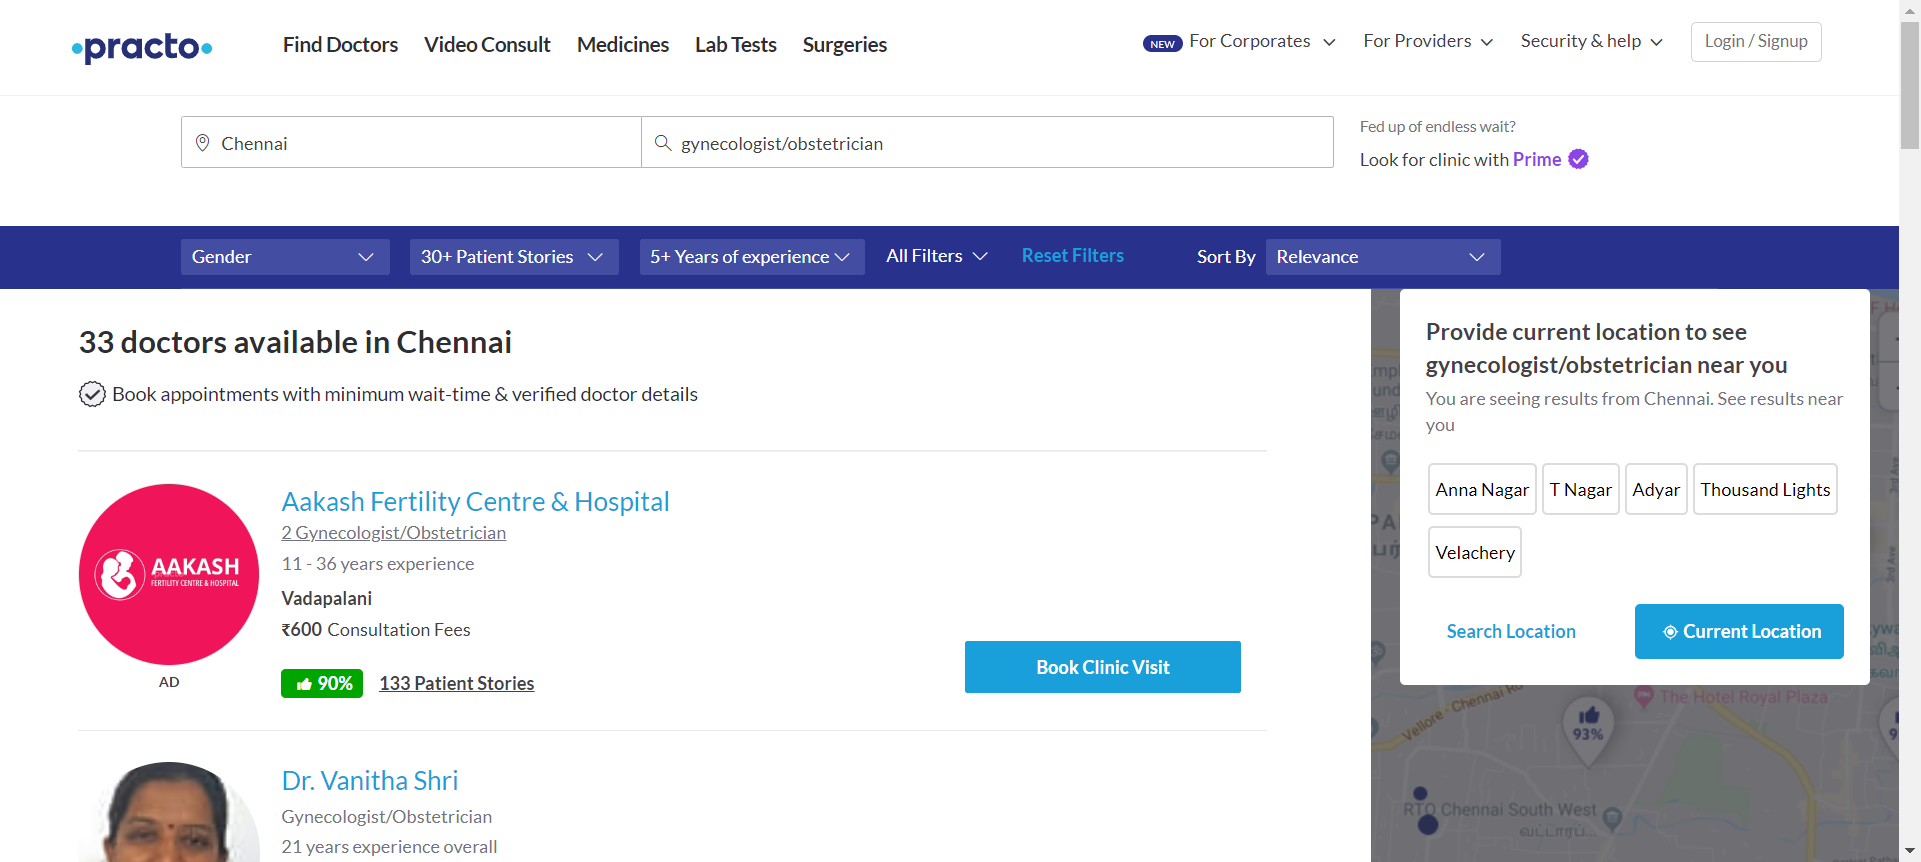 practo
Find Doctors
Video Consult
Medicines
Lab Tests
Surgeries
NEW
For Corporates
For Providers
Security & help
Login / Signup
Chennai
gynecologist/obstetrician
Fed up of endless wait?
Look for clinic with Prime
Gender
30+ Patient Stories
5+ Years of experience
All Filters
Reset Filters
Sort By
Relevance
33 doctors available in Chennai
Book appointments with minimum wait-time & verified doctor details
AAKASH
FERTILITY CENTRE & HOSPITAL
AD
Aakash Fertility Centre & Hospital
2 Gynecologist/Obstetrician
11 - 36 years experience
Vadapalani
₹600 Consultation Fees
90%
133 Patient Stories
Book Clinic Visit
Dr. Vanitha Shri
Gynecologist/Obstetrician
21 years experience overall
Provide current location to see
gynecologist/obstetrician near you
You are seeing results from Chennai. See results near
you
Anna Nagar
T Nagar
Adyar
Thousand Lights
Velachery
Search Location
Current Location
3rd Ave
Vellore - Chennai Ro
The Hotel Royal Plaza
93%
RTO Chennai South West